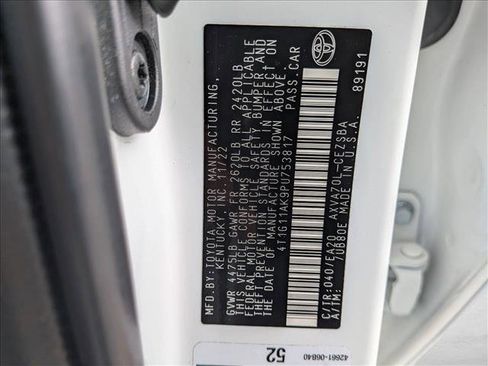 MFD.BY:TOYOTA MOTOR MANUFACTURING,
KENTUCKY, INC. 11/22
GVWR 4475LB GAWR FR 2620LB RR 2420LB
THIS VEHICLE CONFORMS TO ALL APPLICABLE
FEDERAL MOTOR VEHICLE SAFETY, BUMPER AND
THEFT PREVENTION STANDARDS IN EFFECT ON
THE DATE OF MANUFACTURE SHOWN ABOVE.
4T1G11AK9PU753817 PASS.CAR
C/TR:040/EA20 AXVA70L-CEZSBA
A/TM: /UB80E MADE IN U.S.A.
89191
52
42661-06B40